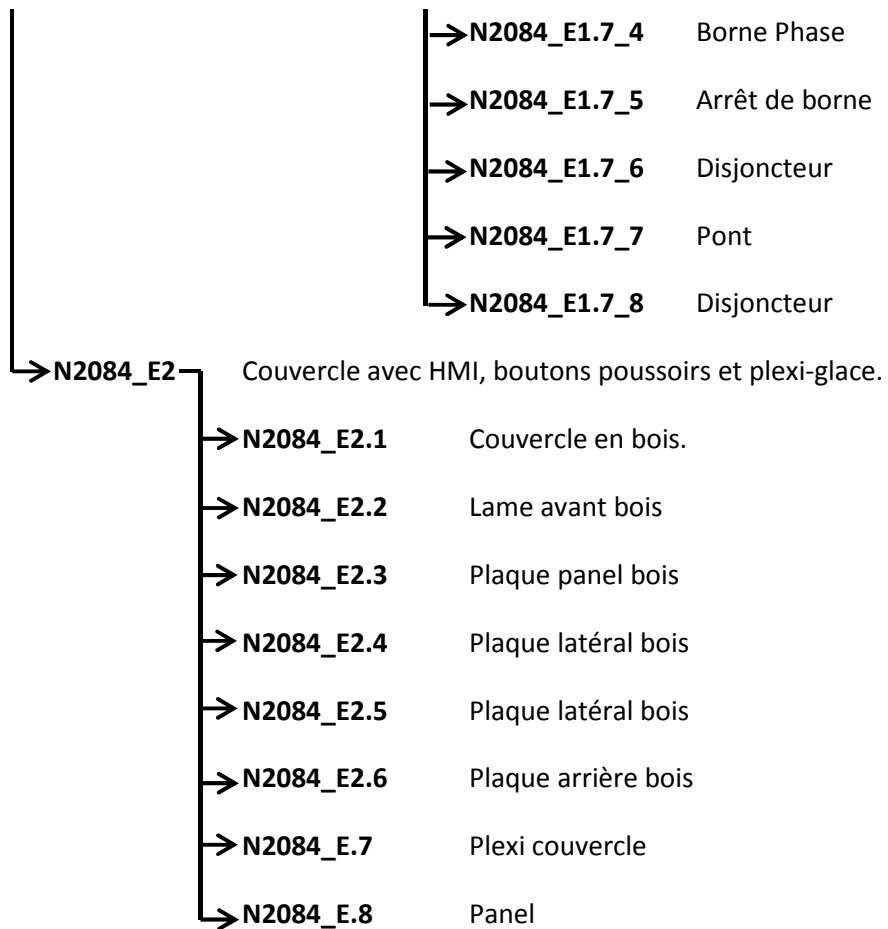 N2084_E1.7_4 Borne Phase
N2084_E1.7_5 Arrêt de borne
N2084_E1.7_6 Disjoncteur
N2084_E1.7_7 Pont
N2084_E1.7_8 Disjoncteur
N2084_E2 Couvercle avec HMI, boutons poussoirs et plexi-glace.
N2084_E2.1 Couvercle en bois.
N2084_E2.2 Lame avant bois
N2084_E2.3 Plaque panel bois
N2084_E2.4 Plaque latéral bois
N2084_E2.5 Plaque latéral bois
N2084_E2.6 Plaque arrière bois
N2084_E.7 Plexi couvercle
N2084_E.8 Panel